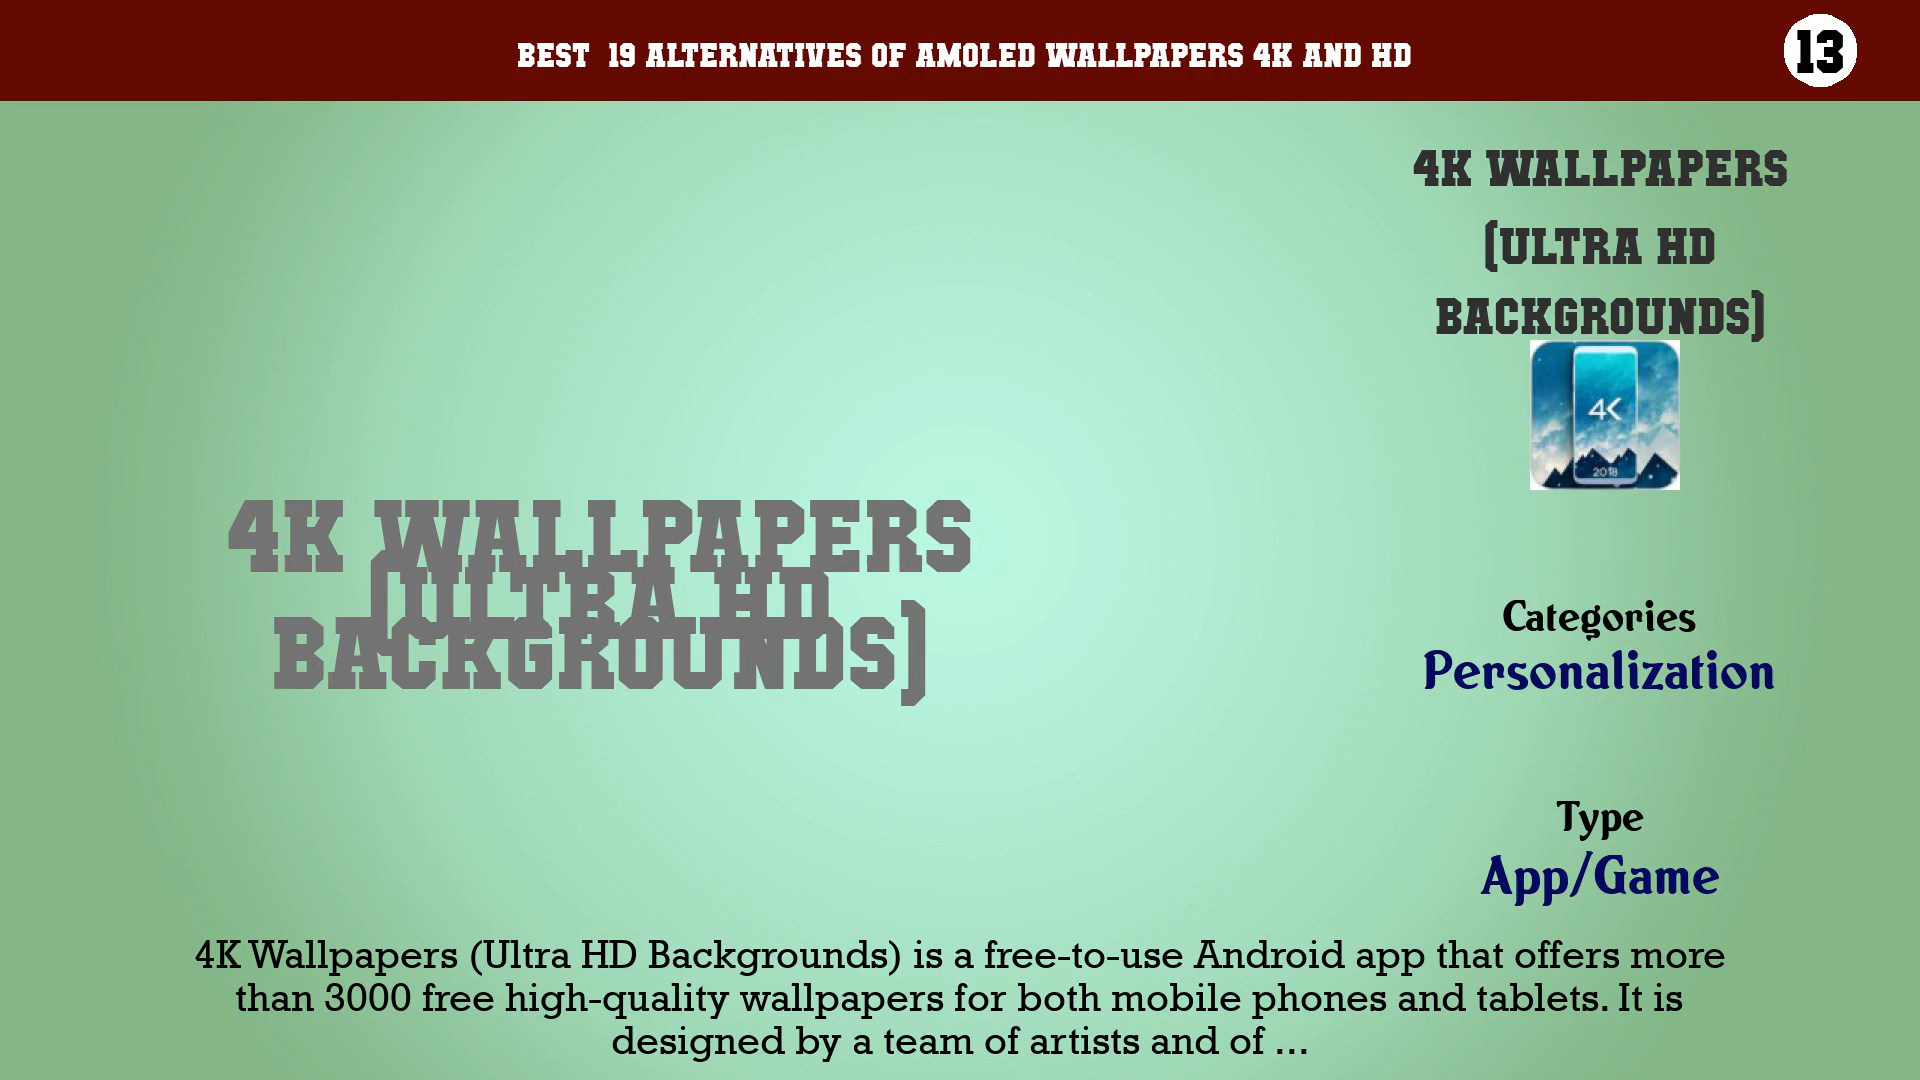 BEST 19 ALTERNATIVES OF AMOLED WALLPAPERS 4K AND HD
13
4K WALLPAPERS
(ULTRA HD
BACKGROUNDS)
4K
2018
4K WALLPAPERS
(ULTRA HD
BACKGROUNDS)
Categories
Personalization
Type
App/Game
4K Wallpapers (Ultra HD Backgrounds) is a free-to-use Android app that offers more
than 3000 free high-quality wallpapers for both mobile phones and tablets. It is
designed by a team of artists and of ...